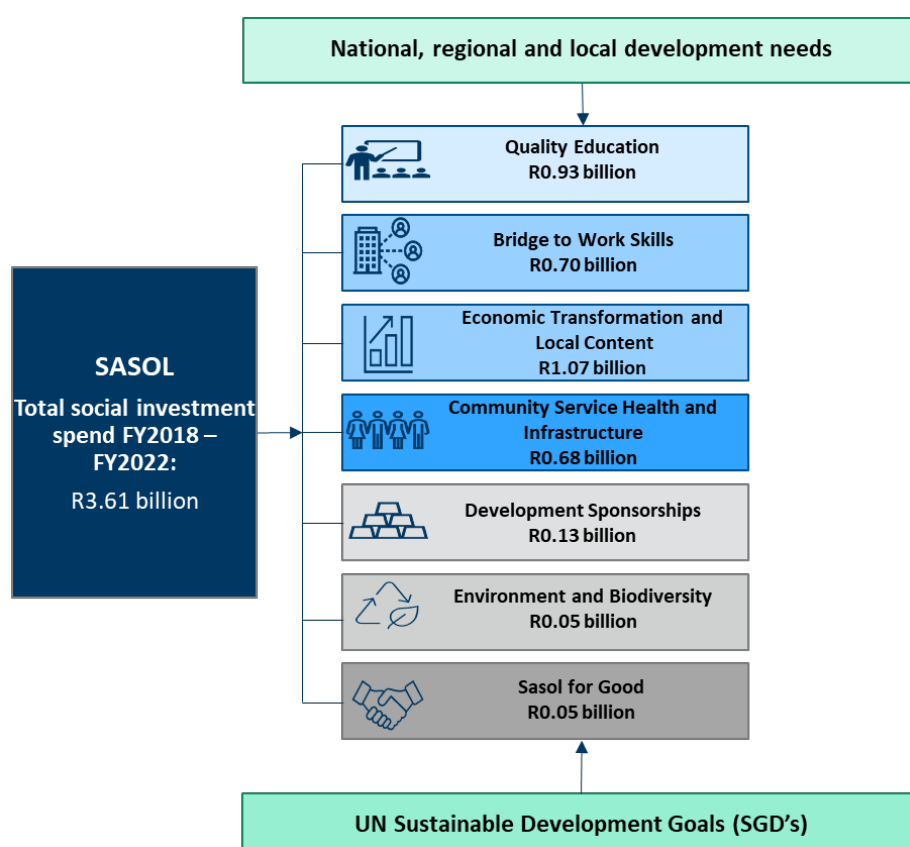 National, regional and local development needs
Quality Education
R0.93 billion
Bridge to Work Skills
R0.70 billion
Economic Transformation and
Local Content
R1.07 billion
SASOL
Total social investment
spend FY2018 –
FY2022:
R3.61 billion
Community Service Health and
Infrastructure
R0.68 billion
Development Sponsorships
R0.13 billion
Environment and Biodiversity
R0.05 billion
Sasol for Good
R0.05 billion
UN Sustainable Development Goals (SGD's)